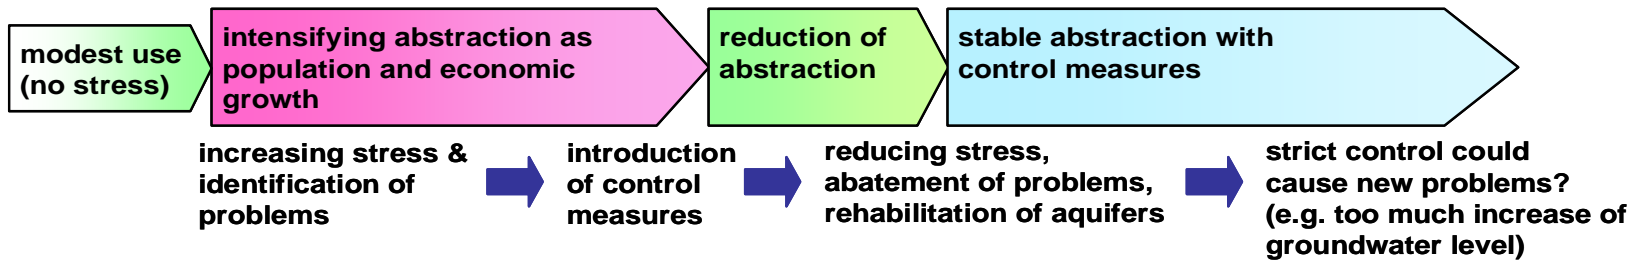 modest use
(no stress)
intensifying abstraction as
population and economic
growth
reduction of
abstraction
stable abstraction with
control measures
increasing stress &
identification of
problems
introduction
of control
measures
reducing stress,
abatement of problems,
rehabilitation of aquifers
strict control could
cause new problems?
(e.g. too much increase of
groundwater level)